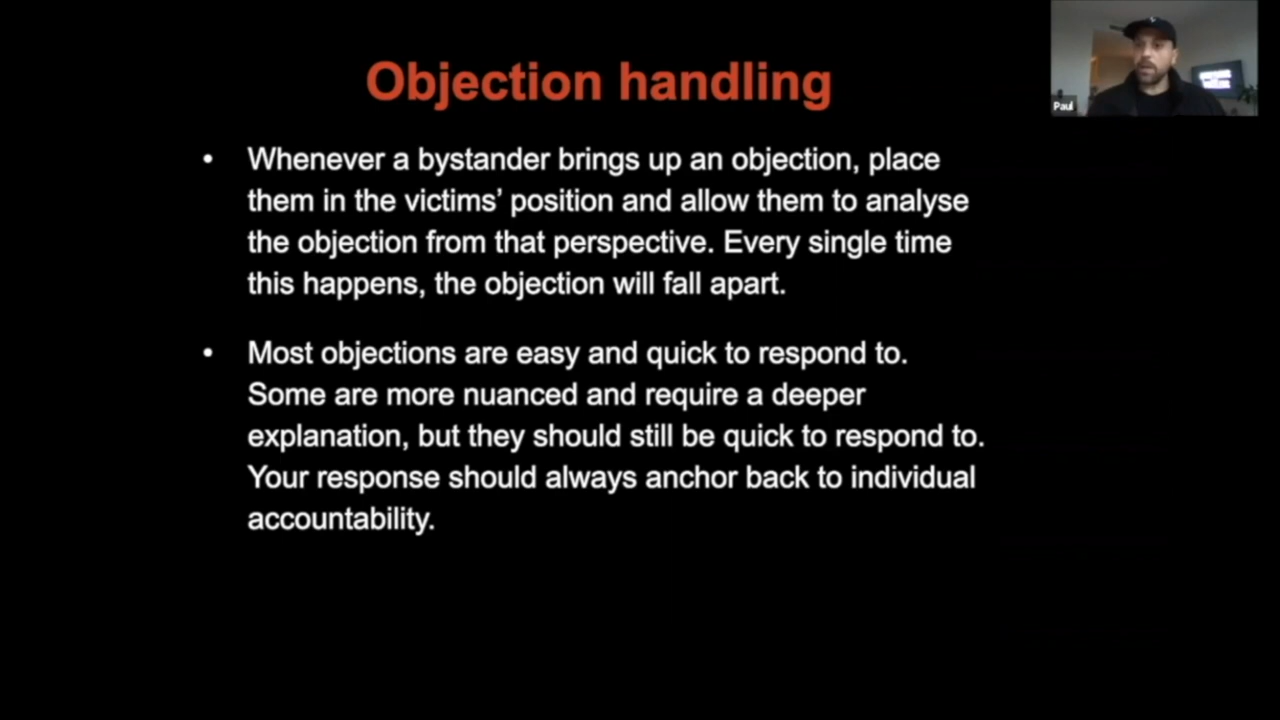 Objection handling
Paul
• Whenever a bystander brings up an objection, place
them in the victims’ position and allow them to analyse
the objection from that perspective. Every single time
this happens, the objection will fall apart.
• Most objections are easy and quick to respond to.
Some are more nuanced and require a deeper
explanation, but they should still be quick to respond to.
Your response should always anchor back to individual
accountability.